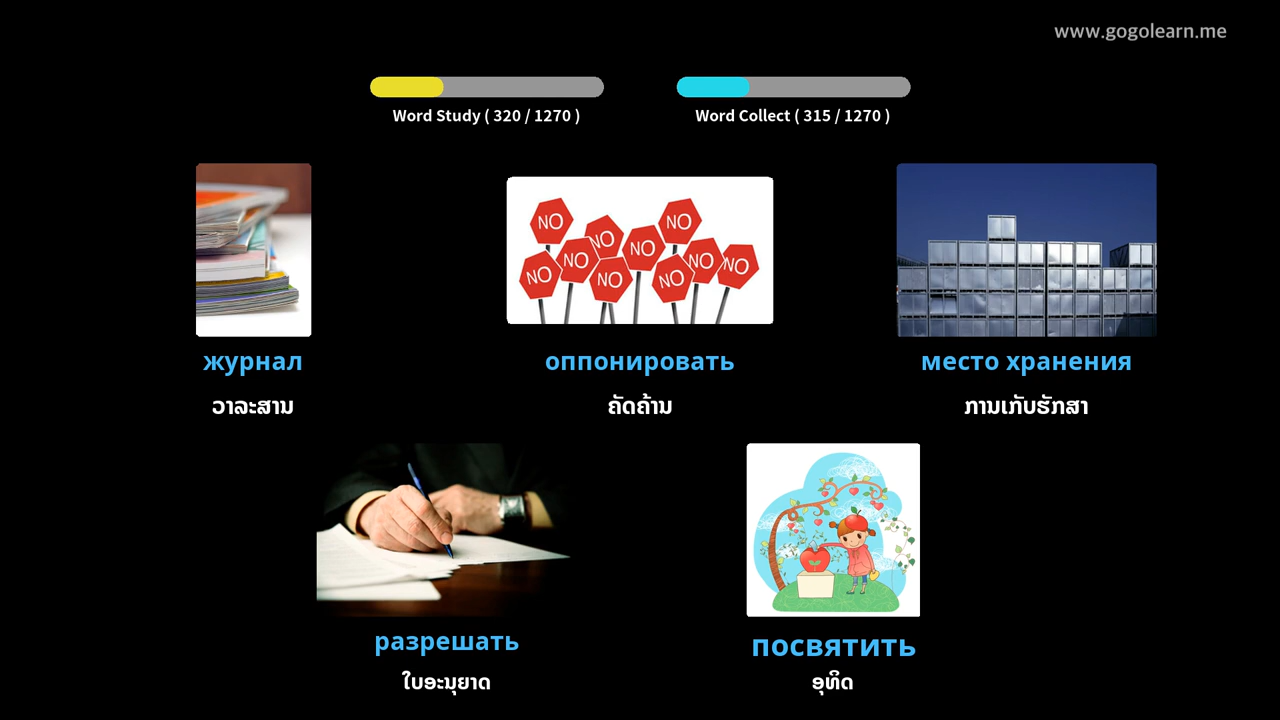 www.gogolearn.me
Word Study ( 320 / 1270 )
Word Collect ( 315 / 1270 )
NO
NO
NO
NO
NO
NO
NO
NO
NO
NO
журнал
оппонировать
место хранения
ວາລະສານ
ຄັດຄ້ານ
ການເກັບຮັກສາ
разрешать
посвятить
ໃບອະນຸຍາດ
ອຸທິດ